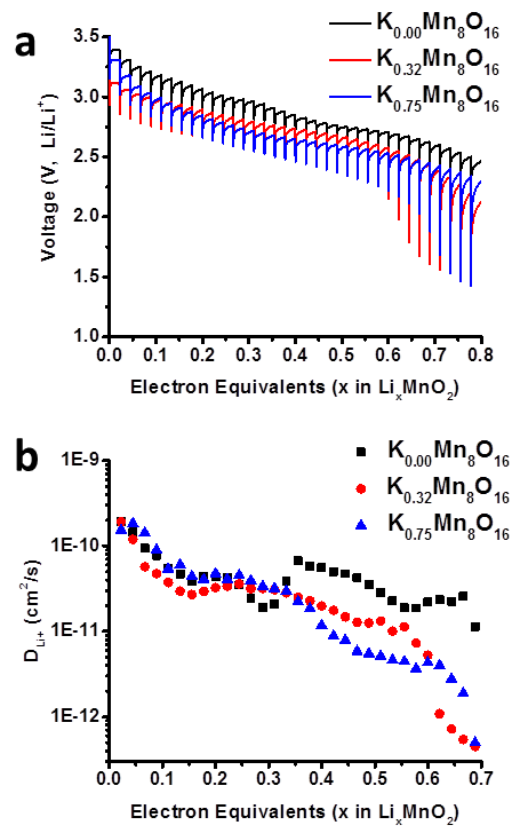 a
K₀.₀₀Mn₈O₁₆
K₀.₃₂Mn₈O₁₆
K₀.₇₅Mn₈O₁₆
3.5
3.0
2.5
2.0
1.5
1.0
Voltage (V, Li/Li⁺)
0.0 0.1 0.2 0.3 0.4 0.5 0.6 0.7 0.8
Electron Equivalents (x in LiₓMnO₂)
b
K₀.₀₀Mn₈O₁₆
K₀.₃₂Mn₈O₁₆
K₀.₇₅Mn₈O₁₆
1E-9
1E-10
1E-11
1E-12
D_Li+ (cm²/s)
0.0 0.1 0.2 0.3 0.4 0.5 0.6 0.7
Electron Equivalents (x in LiₓMnO₂)